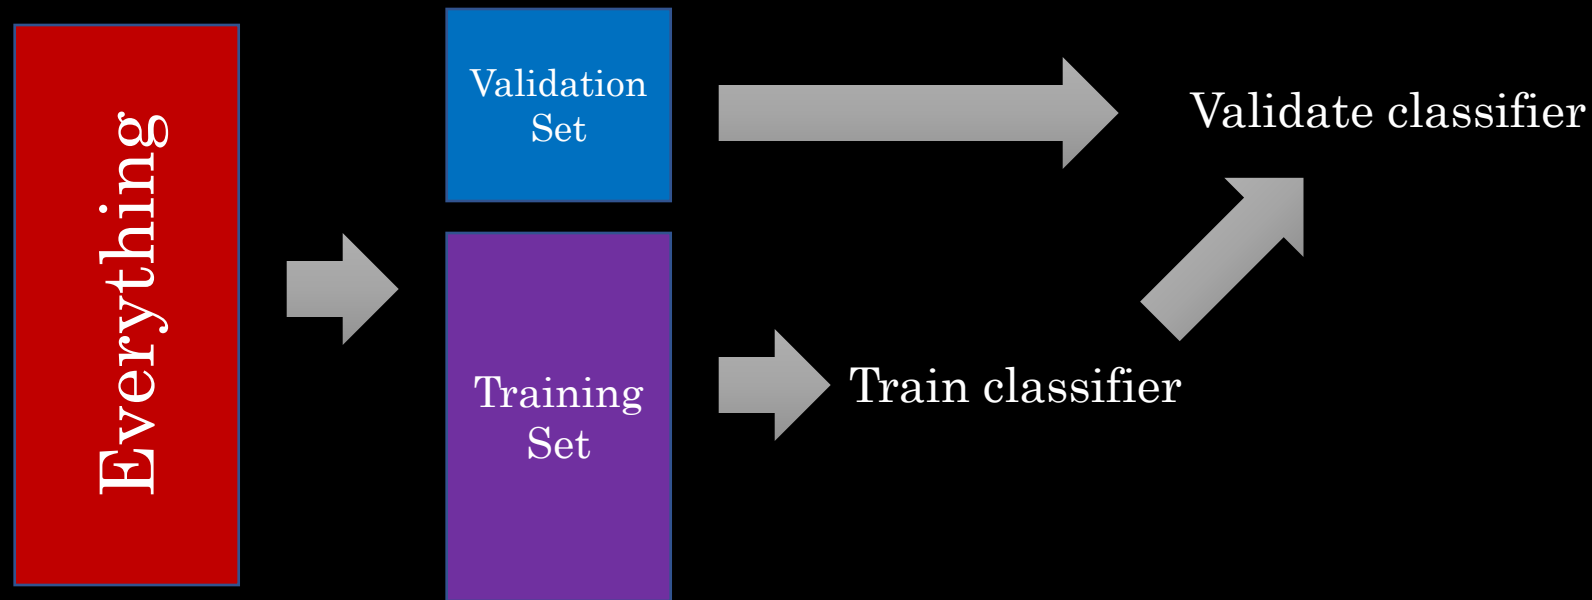 Everything
Validation
Set
Validate classifier
Training
Set
Train classifier